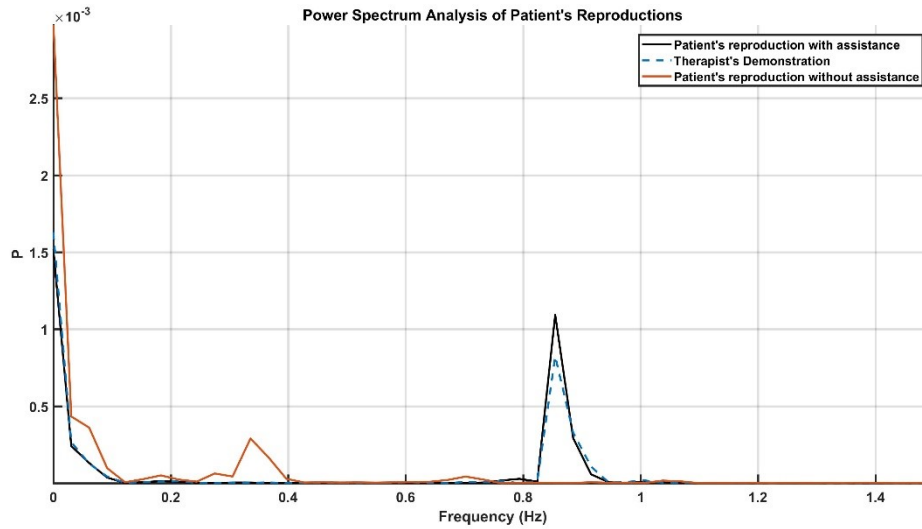 ×10⁻³
Power Spectrum Analysis of Patient's Reproductions
Patient's reproduction with assistance
Therapist's Demonstration
Patient's reproduction without assistance
2.5
2
1.5
1
0.5
P
0 0.2 0.4 0.6 0.8 1 1.2 1.4
Frequency (Hz)